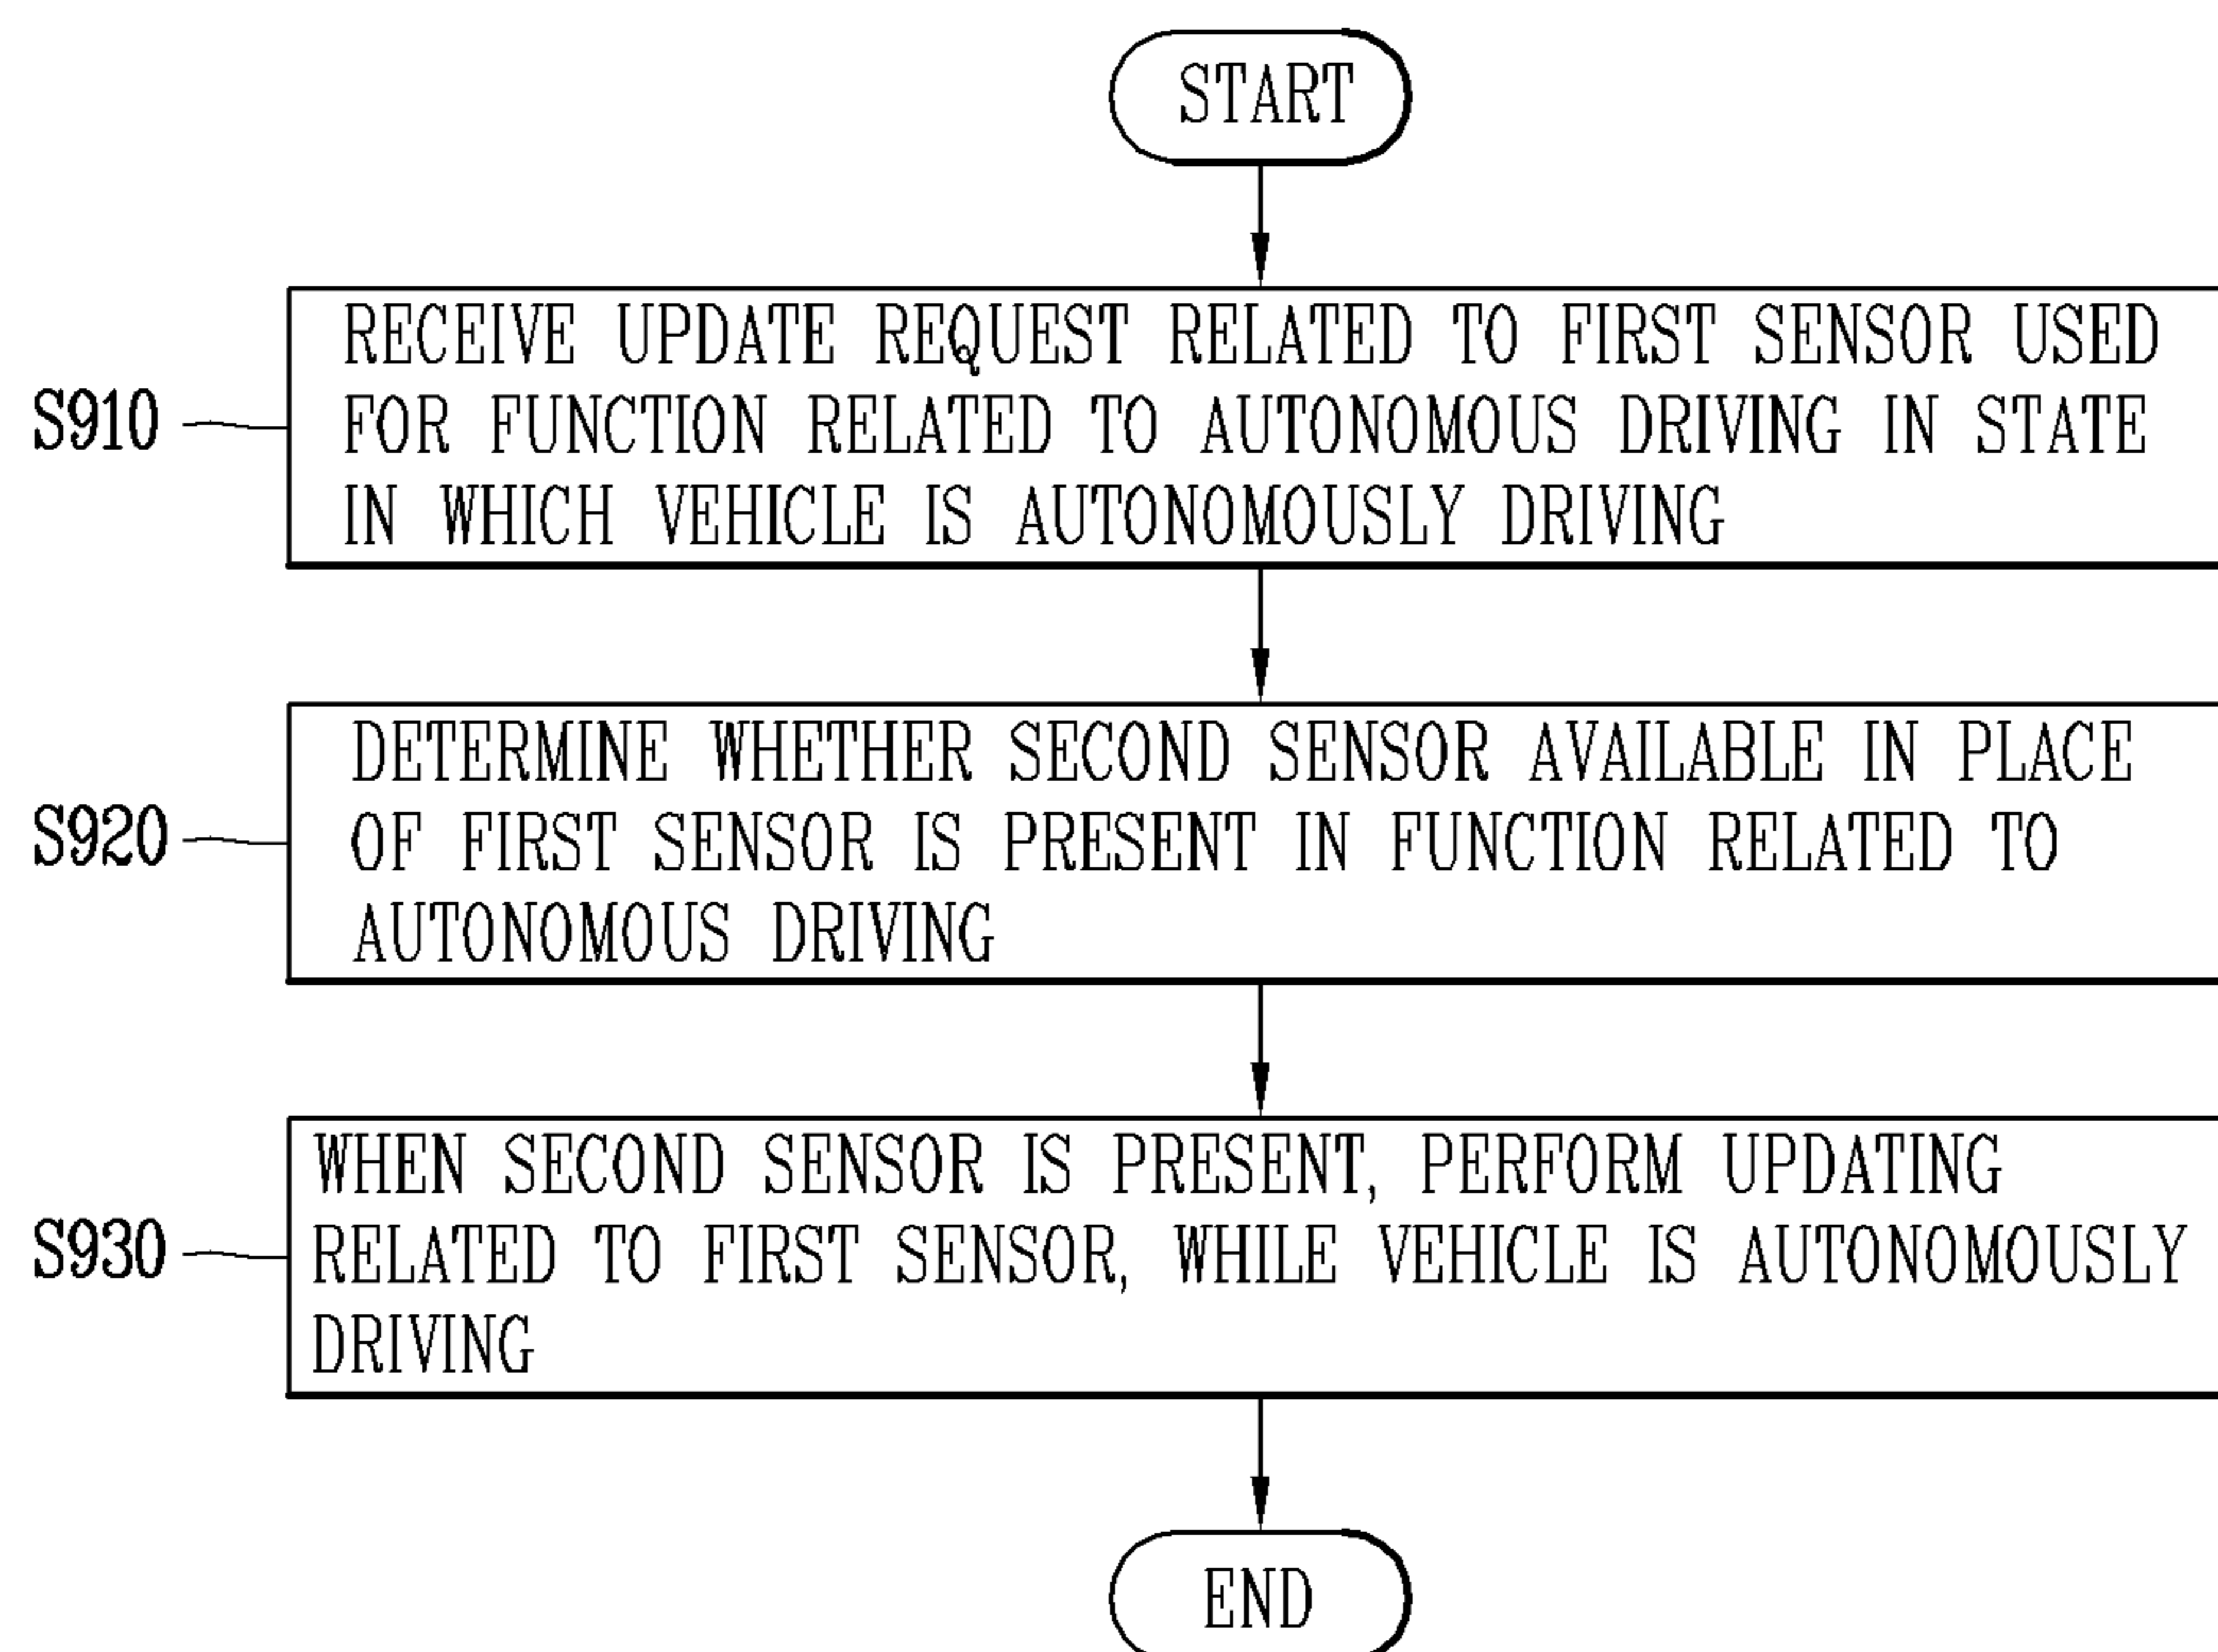 START
RECEIVE UPDATE REQUEST RELATED TO FIRST SENSOR USED
FOR FUNCTION RELATED TO AUTONOMOUS DRIVING IN STATE
IN WHICH VEHICLE IS AUTONOMOUSLY DRIVING
S910
DETERMINE WHETHER SECOND SENSOR AVAILABLE IN PLACE
OF FIRST SENSOR IS PRESENT IN FUNCTION RELATED TO
AUTONOMOUS DRIVING
S920
WHEN SECOND SENSOR IS PRESENT, PERFORM UPDATING
RELATED TO FIRST SENSOR, WHILE VEHICLE IS AUTONOMOUSLY
DRIVING
S930
END